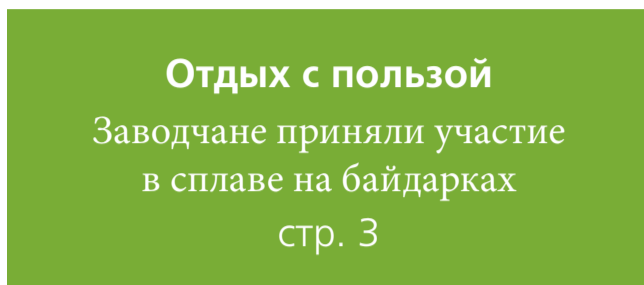 Отдых с пользой
Заводчане приняли участие
в сплаве на байдарках
стр. 3